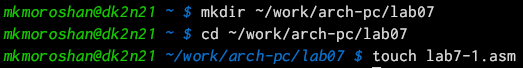 mkmoroshan@dk2n21 ~ $ mkdir ~/work/arch-pc/lab07
mkmoroshan@dk2n21 ~ $ cd ~/work/arch-pc/lab07
mkmoroshan@dk2n21 ~/work/arch-pc/lab07 $ touch lab7-1.asm